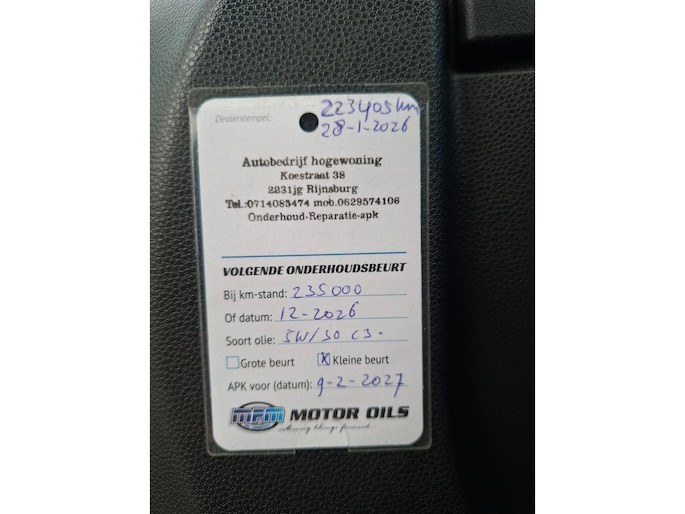 Dealerstempel:
223405km
28-1-2026
Autobedrijf hogewoning
Koestraat 38
2231jg Rijnsburg
Tel.:0714083474 mob.0629574106
Onderhoud-Reparatie-apk
VOLGENDE ONDERHOUDSBEURT
Bij km-stand: 235000
Of datum: 12-2026
Soort olie: 5W/30 C3-
Grote beurt X Kleine beurt
APK voor (datum): 9-2-2027
MPM MOTOR OILS